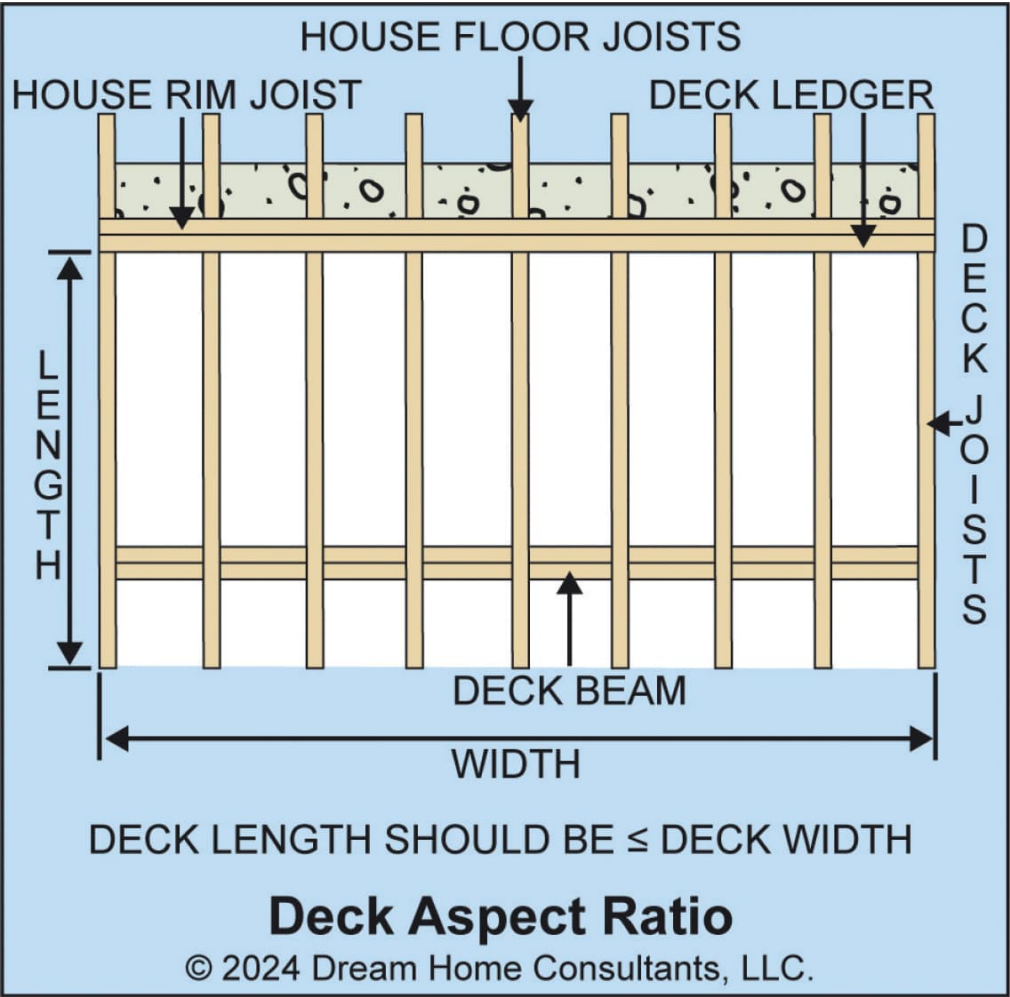 HOUSE FLOOR JOISTS
HOUSE RIM JOIST
DECK LEDGER
LENGTH
DECK JOISTS
DECK BEAM
WIDTH
DECK LENGTH SHOULD BE ≤ DECK WIDTH
Deck Aspect Ratio
© 2024 Dream Home Consultants, LLC.